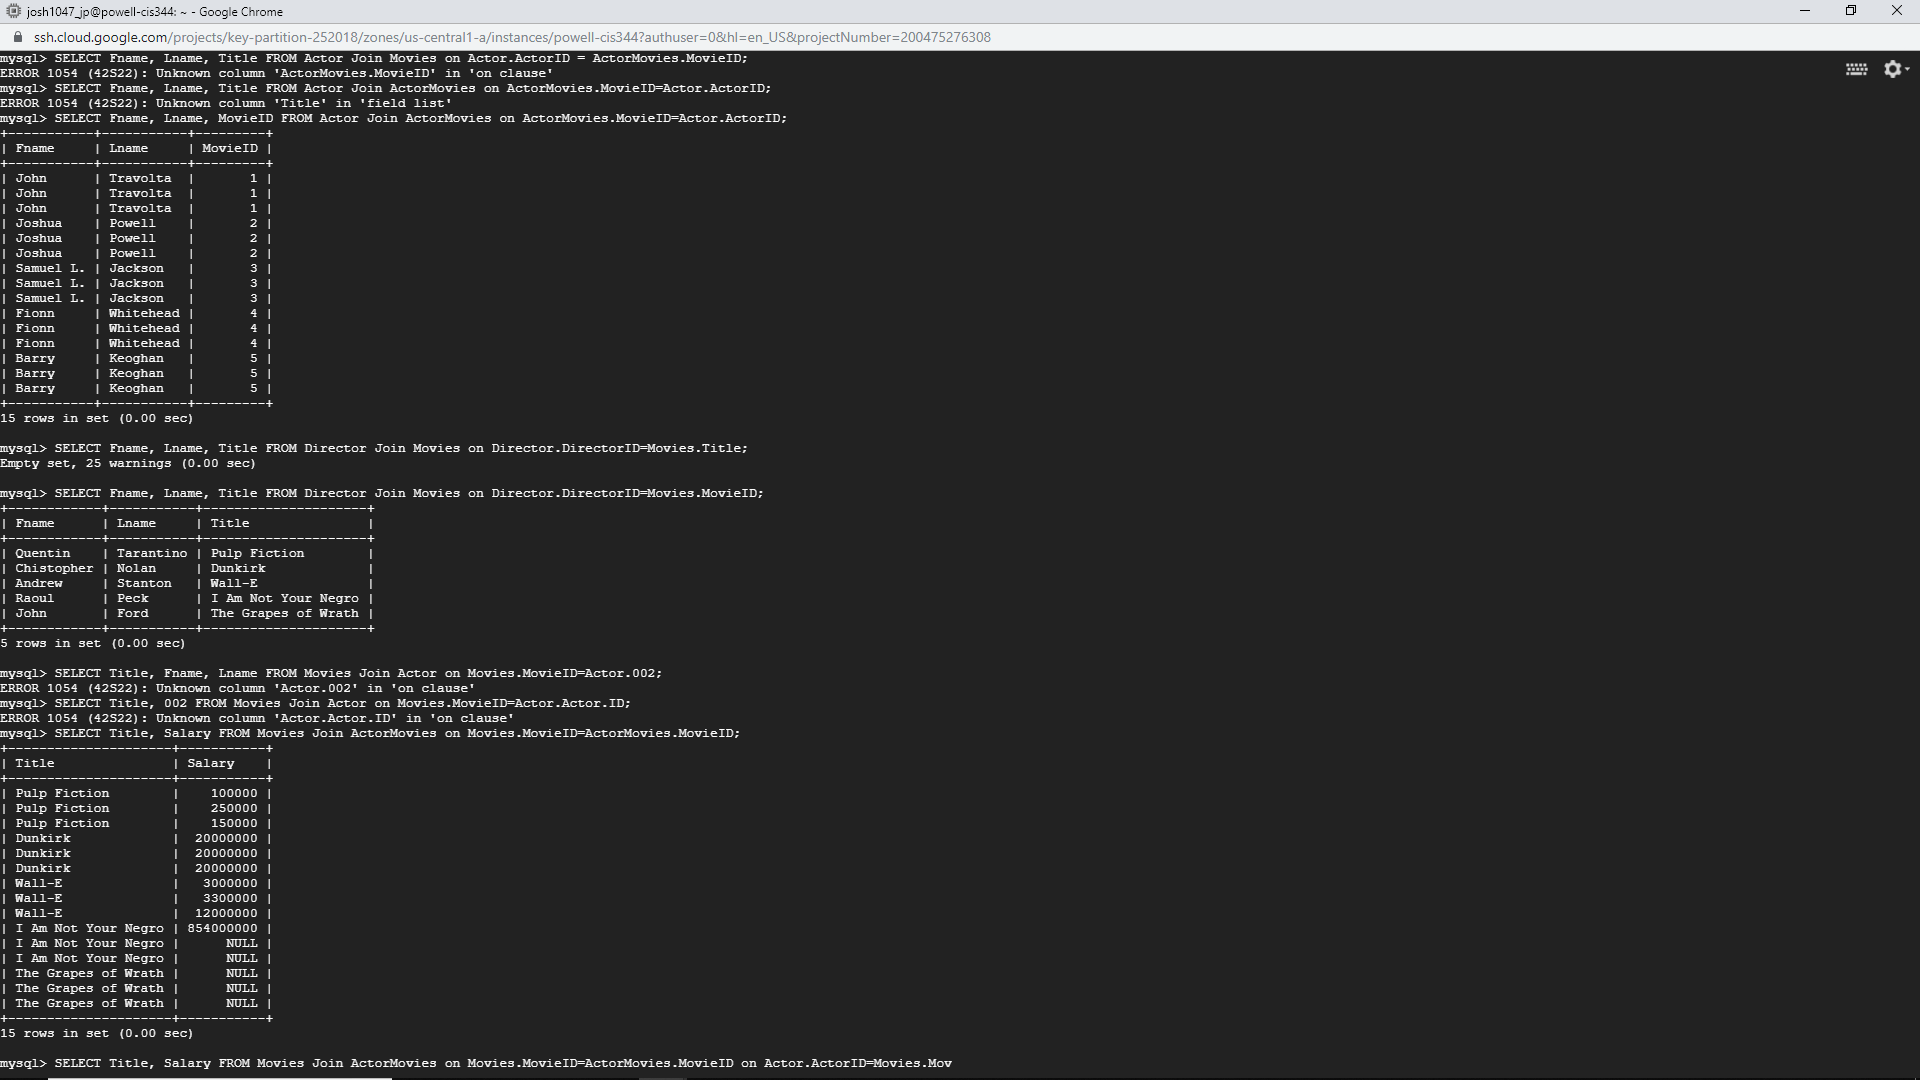 josh1047_jp@powell-cis344: ~ - Google Chrome
ssh.cloud.google.com/projects/key-partition-252018/zones/us-central1-a/instances/powell-cis344?authuser=0&hl=en_US&projectNumber=200475276308
mysql> SELECT Fname, Lname, Title FROM Actor Join Movies on Actor.ActorID = ActorMovies.MovieID;
ERROR 1054 (42S22): Unknown column 'ActorMovies.MovieID' in 'on clause'
mysql> SELECT Fname, Lname, Title FROM Actor Join ActorMovies on ActorMovies.MovieID=Actor.ActorID;
ERROR 1054 (42S22): Unknown column 'Title' in 'field list'
mysql> SELECT Fname, Lname, MovieID FROM Actor Join ActorMovies on ActorMovies.MovieID=Actor.ActorID;
+-----------+-----------+---------+
| Fname     | Lname     | MovieID |
+-----------+-----------+---------+
| John      | Travolta  |       1 |
| John      | Travolta  |       1 |
| John      | Travolta  |       1 |
| Joshua    | Powell    |       2 |
| Joshua    | Powell    |       2 |
| Joshua    | Powell    |       2 |
| Samuel L. | Jackson   |       3 |
| Samuel L. | Jackson   |       3 |
| Samuel L. | Jackson   |       3 |
| Fionn     | Whitehead |       4 |
| Fionn     | Whitehead |       4 |
| Fionn     | Whitehead |       4 |
| Barry     | Keoghan   |       5 |
| Barry     | Keoghan   |       5 |
| Barry     | Keoghan   |       5 |
+-----------+-----------+---------+
15 rows in set (0.00 sec)
mysql> SELECT Fname, Lname, Title FROM Director Join Movies on Director.DirectorID=Movies.Title;
Empty set, 25 warnings (0.00 sec)
mysql> SELECT Fname, Lname, Title FROM Director Join Movies on Director.DirectorID=Movies.MovieID;
+------------+-----------+---------------------+
| Fname      | Lname     | Title               |
+------------+-----------+---------------------+
| Quentin    | Tarantino | Pulp Fiction        |
| Chistopher | Nolan     | Dunkirk             |
| Andrew     | Stanton   | Wall-E              |
| Raoul      | Peck      | I Am Not Your Negro |
| John       | Ford      | The Grapes of Wrath |
+------------+-----------+---------------------+
5 rows in set (0.00 sec)
mysql> SELECT Title, Fname, Lname FROM Movies Join Actor on Movies.MovieID=Actor.002;
ERROR 1054 (42S22): Unknown column 'Actor.002' in 'on clause'
mysql> SELECT Title, 002 FROM Movies Join Actor on Movies.MovieID=Actor.Actor.ID;
ERROR 1054 (42S22): Unknown column 'Actor.Actor.ID' in 'on clause'
mysql> SELECT Title, Salary FROM Movies Join ActorMovies on Movies.MovieID=ActorMovies.MovieID;
+---------------------+-----------+
| Title               | Salary    |
+---------------------+-----------+
| Pulp Fiction        |    100000 |
| Pulp Fiction        |    250000 |
| Pulp Fiction        |    150000 |
| Dunkirk             |  20000000 |
| Dunkirk             |  20000000 |
| Dunkirk             |  20000000 |
| Wall-E              |   3000000 |
| Wall-E              |   3300000 |
| Wall-E              |  12000000 |
| I Am Not Your Negro | 854000000 |
| I Am Not Your Negro |      NULL |
| I Am Not Your Negro |      NULL |
| The Grapes of Wrath |      NULL |
| The Grapes of Wrath |      NULL |
| The Grapes of Wrath |      NULL |
+---------------------+-----------+
15 rows in set (0.00 sec)
mysql> SELECT Title, Salary FROM Movies Join ActorMovies on Movies.MovieID=ActorMovies.MovieID on Actor.ActorID=Movies.Mov